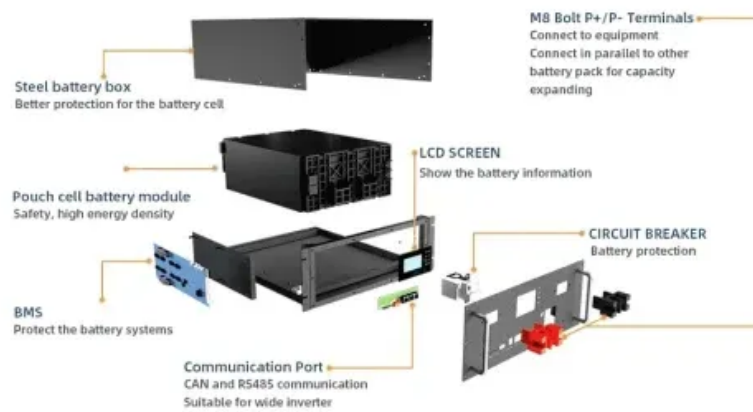 M8 Bolt P+/P- Terminals
Connect to equipment
Connect in parallel to other
battery pack for capacity
expanding
Steel battery box
Better protection for the battery cell
LCD SCREEN
Show the battery information
Pouch cell battery module
Safety, high energy density
CIRCUIT BREAKER
Battery protection
BMS
Protect the battery systems
Communication Port
CAN and RS485 communication
Suitable for wide inverter